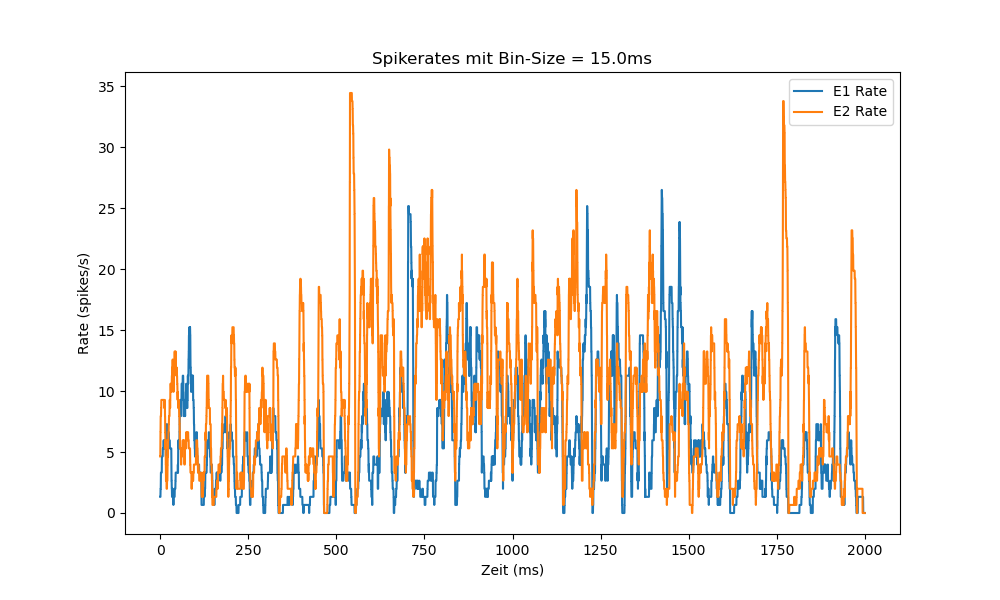 Spikerates mit Bin-Size = 15.0ms
E1 Rate
E2 Rate
Rate (spikes/s)
35
30
25
20
15
10
5
0
0 250 500 750 1000 1250 1500 1750 2000
Zeit (ms)